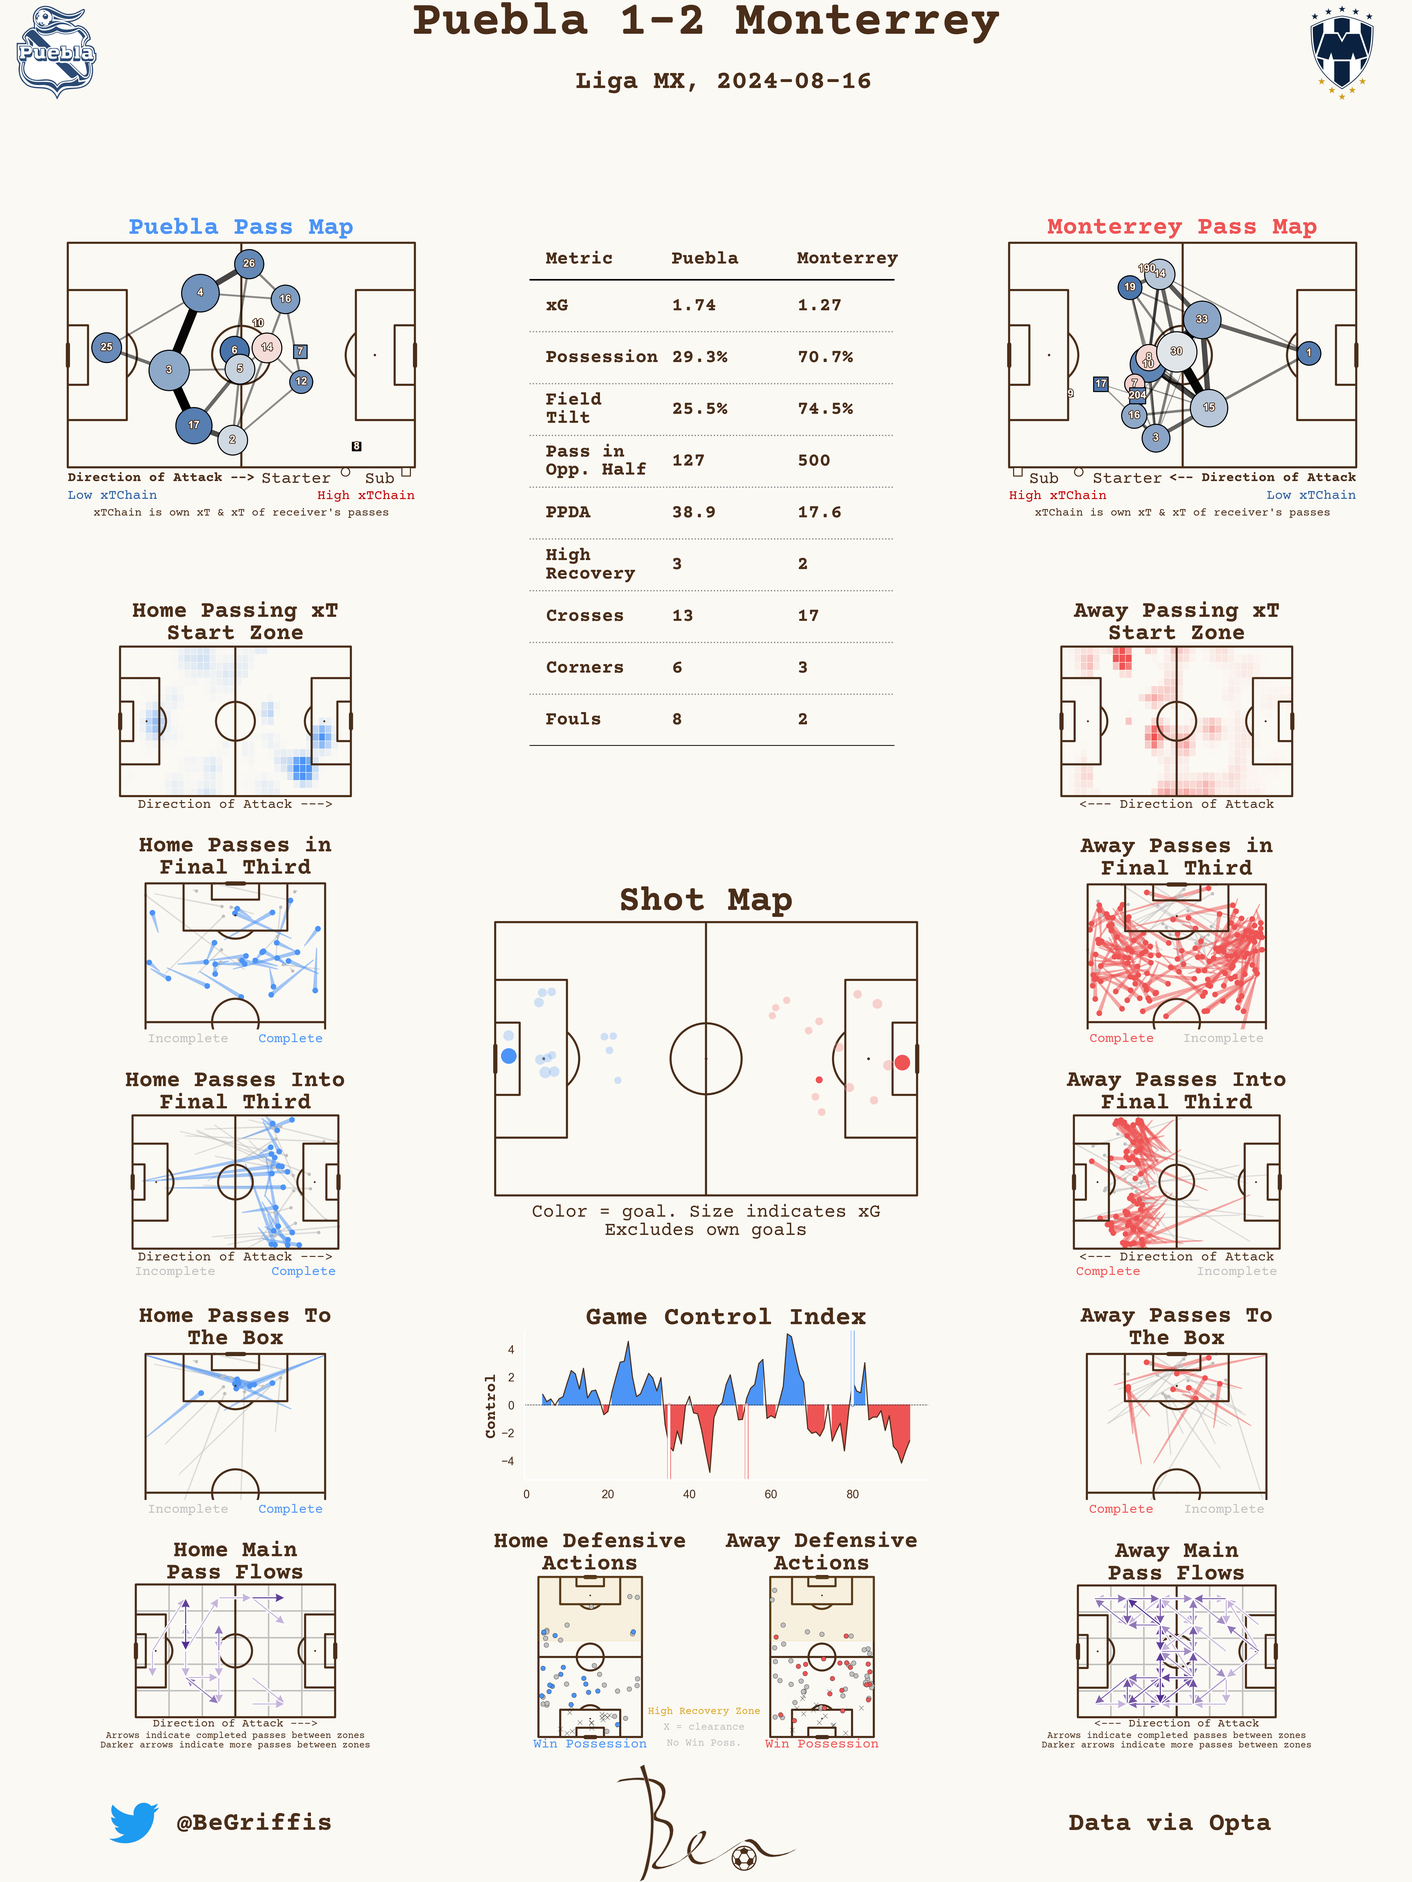 Puebla 1-2 Monterrey
Liga MX, 2024-08-16
Puebla
Puebla Pass Map
26
4
16
10
25
6
14
7
3
5
12
17
2
8
Direction of Attack --> Starter Sub
Low xTChain High xTChain
xTChain is own xT & xT of receiver's passes
Metric Puebla Monterrey
xG 1.74 1.27
Possession 29.3% 70.7%
Field
Tilt 25.5% 74.5%
Pass in
Opp. Half 127 500
PPDA 38.9 17.6
High
Recovery 3 2
Crosses 13 17
Corners 6 3
Fouls 8 2
Monterrey Pass Map
190
14
19
33
30
8
10
1
17
7
9
204
16
15
3
Sub Starter <-- Direction of Attack
High xTChain Low xTChain
xTChain is own xT & xT of receiver's passes
Home Passing xT
Start Zone
Direction of Attack --->
Away Passing xT
Start Zone
<--- Direction of Attack
Home Passes in
Final Third
Incomplete Complete
Away Passes in
Final Third
Complete Incomplete
Shot Map
Color = goal. Size indicates xG
Excludes own goals
Home Passes Into
Final Third
Direction of Attack --->
Incomplete Complete
Away Passes Into
Final Third
<--- Direction of Attack
Complete Incomplete
Home Passes To
The Box
Incomplete Complete
Game Control Index
Control
4
2
0
−2
−4
0 20 40 60 80
Away Passes To
The Box
Complete Incomplete
Home Main
Pass Flows
Direction of Attack --->
Arrows indicate completed passes between zones
Darker arrows indicate more passes between zones
Home Defensive
Actions
Win Possession
High Recovery Zone
X = clearance
No Win Poss.
Away Defensive
Actions
Win Possession
Away Main
Pass Flows
<--- Direction of Attack
Arrows indicate completed passes between zones
Darker arrows indicate more passes between zones
@BeGriffis
Data via Opta